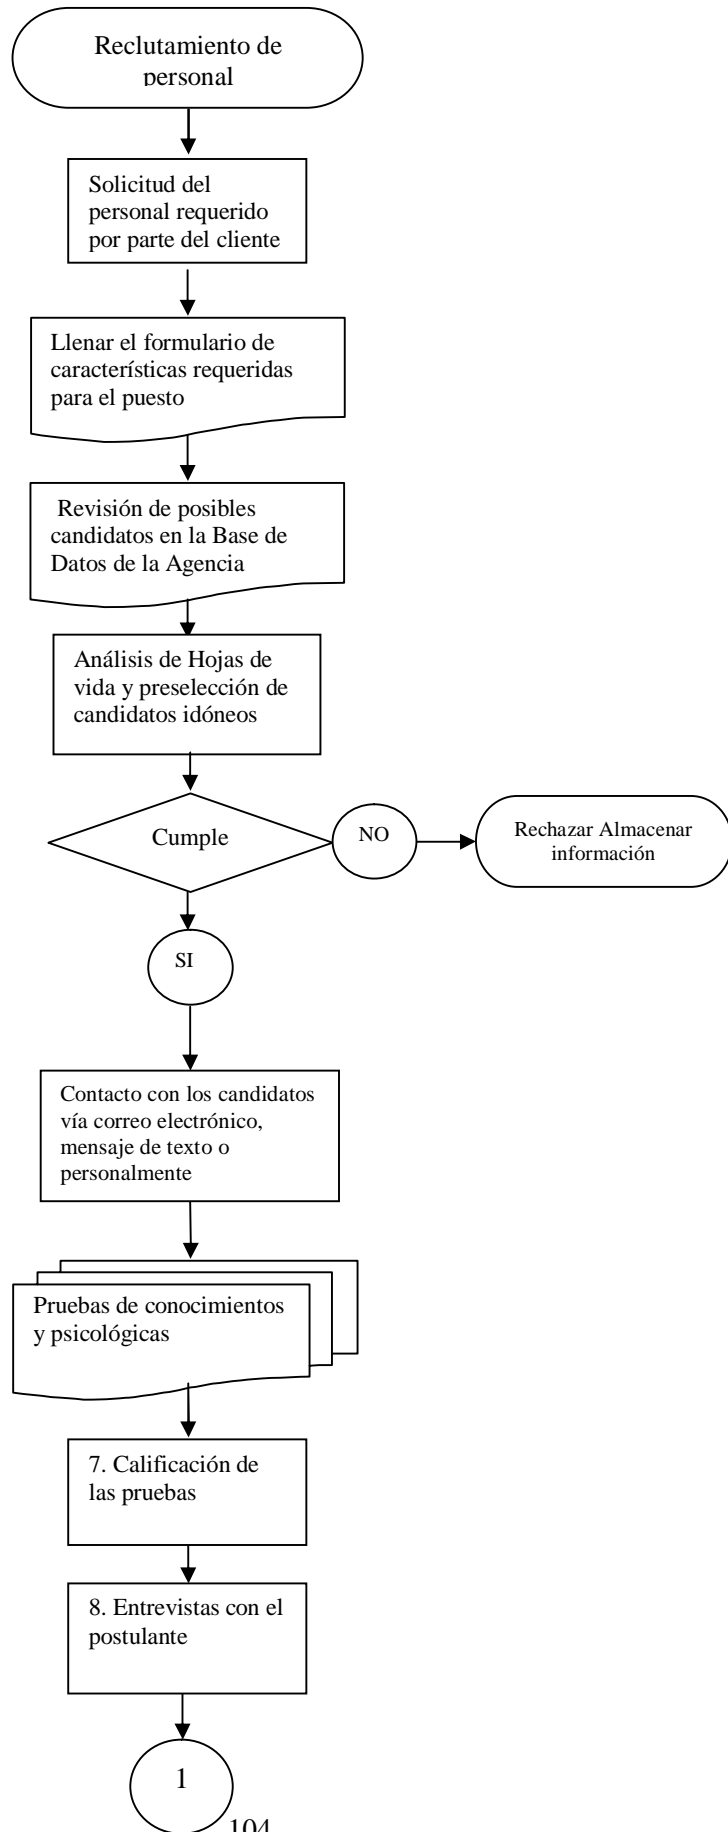 Reclutamiento de
personal
Solicitud del
personal requerido
por parte del cliente
Llenar el formulario de
características requeridas
para el puesto
Revisión de posibles
candidatos en la Base de
Datos de la Agencia
Análisis de Hojas de
vida y preselección de
candidatos idóneos
Cumple
NO
Rechazar Almacenar
información
SI
Contacto con los candidatos
vía correo electrónico,
mensaje de texto o
personalmente
Pruebas de conocimientos
y psicológicas
7. Calificación de
las pruebas
8. Entrevistas con el
postulante
1
104